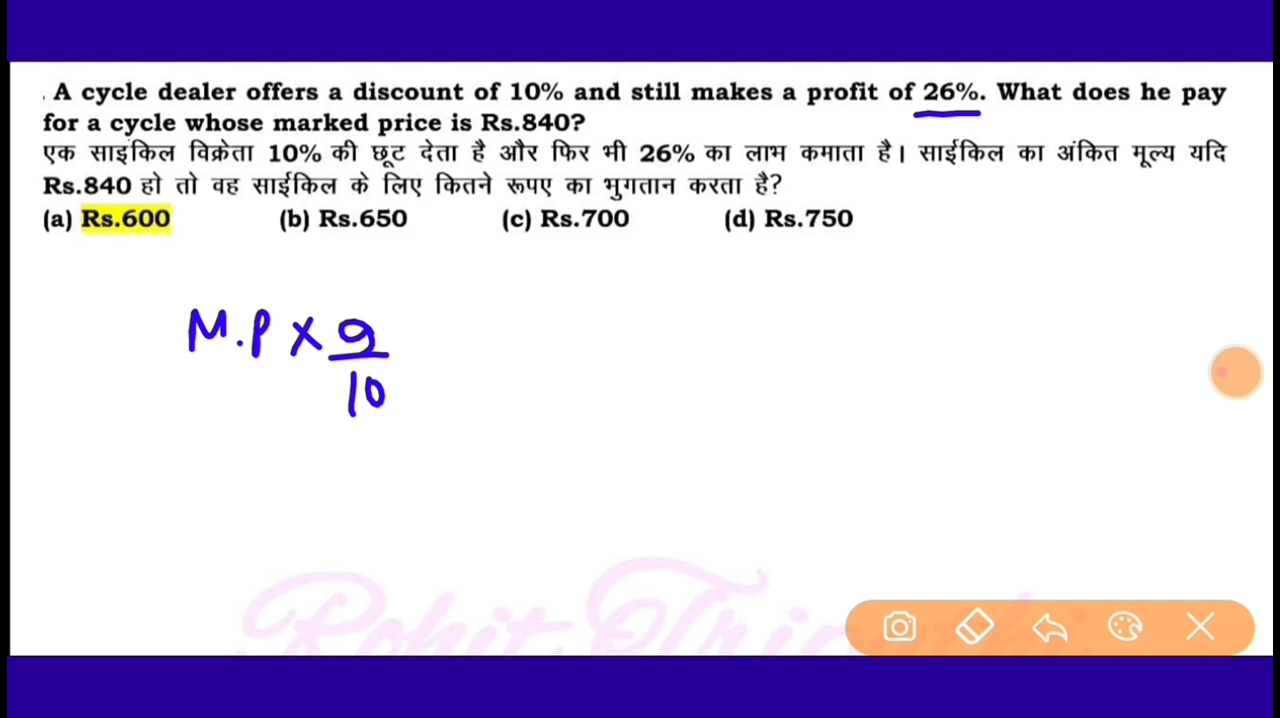 . A cycle dealer offers a discount of 10% and still makes a profit of 26%. What does he pay
for a cycle whose marked price is Rs.840?
एक साइकिल विक्रेता 10% की छूट देता है और फिर भी 26% का लाभ कमाता है। साईकिल का अंकित मूल्य यदि
Rs.840 हो तो वह साईकिल के लिए कितने रूपए का भुगतान करता है?
(a) Rs.600 (b) Rs.650 (c) Rs.700 (d) Rs.750
M.P × 9
10
Rohit